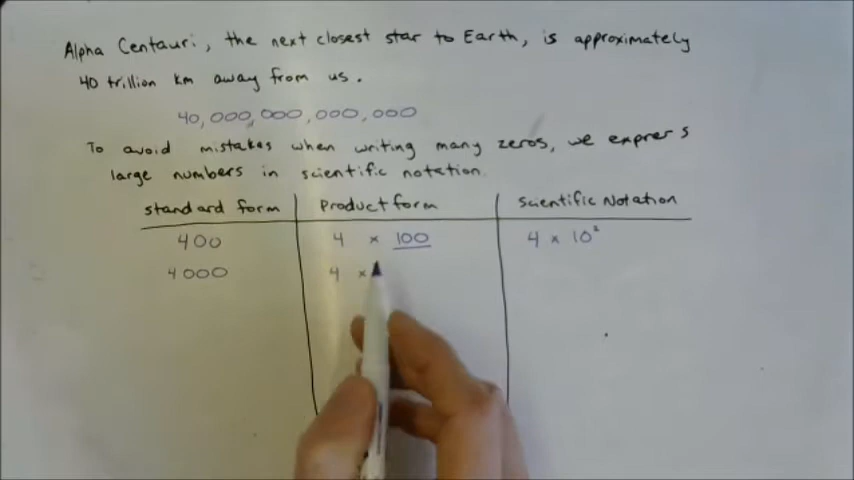 Alpha Centauri, the next closest star to Earth, is approximately
40 trillion km away from us.
40,000,000,000,000
To avoid mistakes when writing many zeros, we express
large numbers in scientific notation.
standard form Product form Scientific Notation
400 4 x 100 4 x 10²
4000 4 x